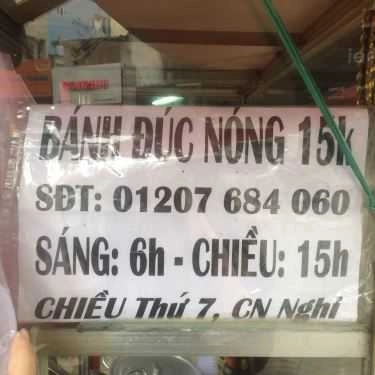 BÁNH ĐÚC NÓNG 15k
SĐT: 01207 684 060
SÁNG: 6h - CHIỀU: 15h
CHIỀU Thứ 7, CN Nghỉ